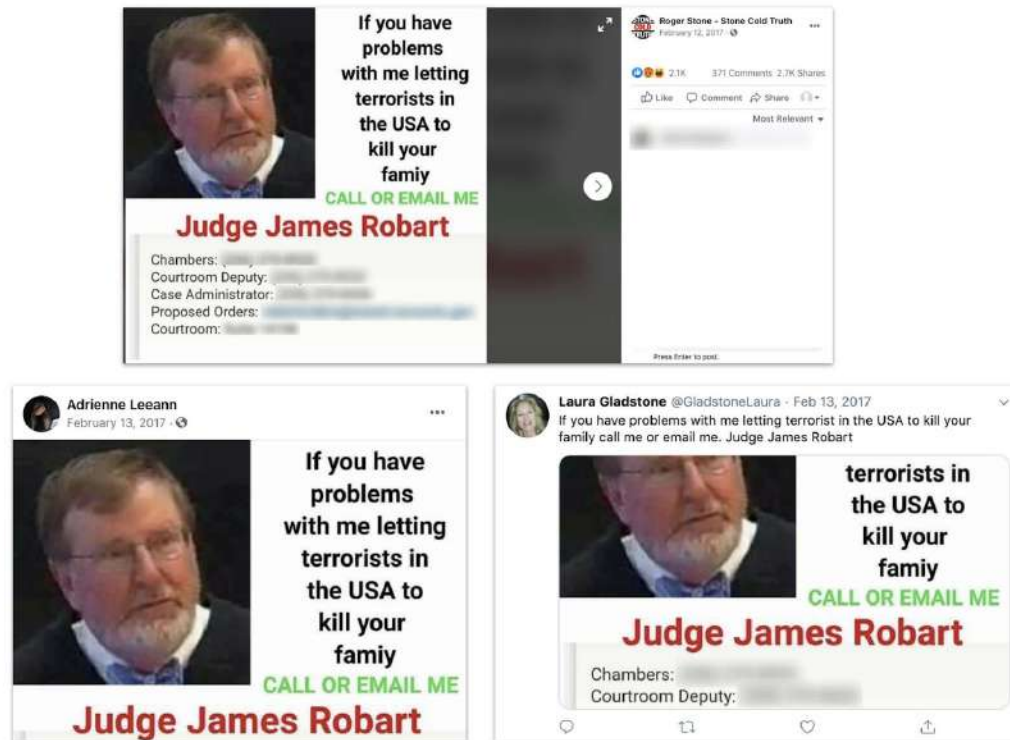 If you have
problems
with me letting
terrorists in
the USA to
kill your
famiy
CALL OR EMAIL ME
Judge James Robart
Chambers:
Courtroom Deputy:
Case Administrator:
Proposed Orders:
Courtroom:
STONE COLD TRUTH
Roger Stone - Stone Cold Truth
February 12, 2017
2.1K 371 Comments 2.7K Shares
Like Comment Share
Most Relevant
Press Enter to post.
Adrienne Leeann
February 13, 2017
If you have
problems
with me letting
terrorists in
the USA to
kill your
famiy
CALL OR EMAIL ME
Judge James Robart
Laura Gladstone @GladstoneLaura · Feb 13, 2017
If you have problems with me letting terrorist in the USA to kill your
family call me or email me. Judge James Robart
terrorists in
the USA to
kill your
famiy
CALL OR EMAIL ME
Judge James Robart
Chambers:
Courtroom Deputy: